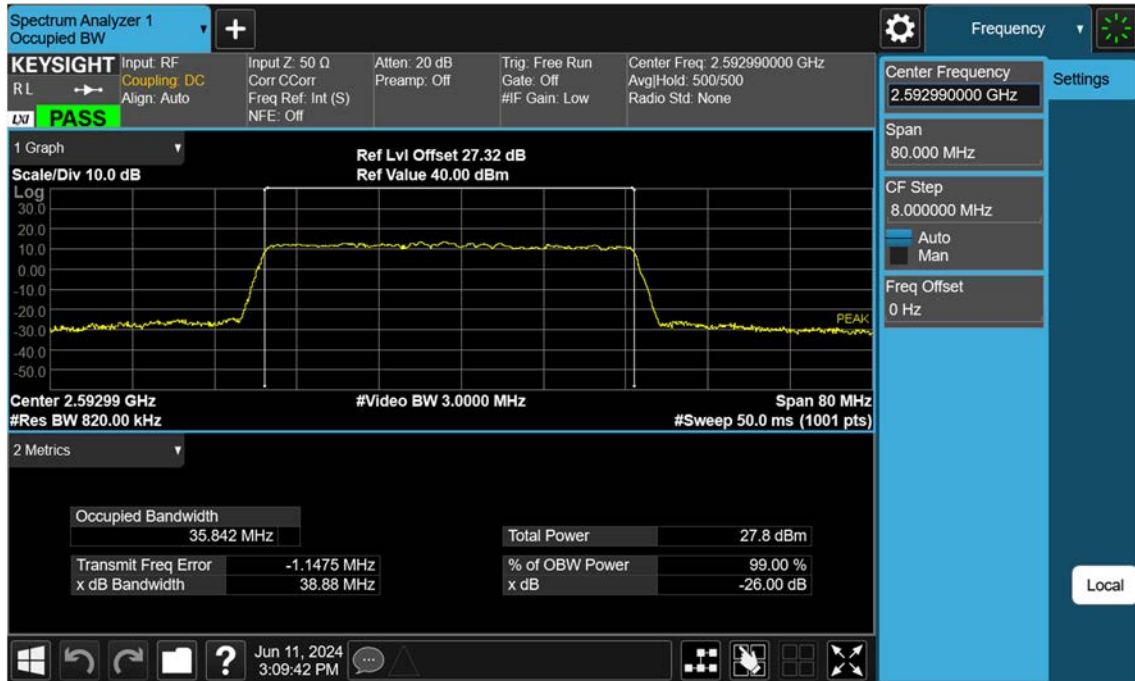 Spectrum Analyzer 1
Occupied BW
+
Frequency
KEYSIGHT
RL
LXI
PASS
Input: RF
Coupling: DC
Align: Auto
Input Z: 50 Ω
Corr CCorr
Freq Ref: Int (S)
NFE: Off
Atten: 20 dB
Preamp: Off
Trig: Free Run
Gate: Off
#IF Gain: Low
Center Freq: 2.592990000 GHz
Avg|Hold: 500/500
Radio Std: None
Center Frequency
2.592990000 GHz
Settings
Span
80.000 MHz
CF Step
8.000000 MHz
Auto
Man
Freq Offset
0 Hz
1 Graph
Scale/Div 10.0 dB
Ref Lvl Offset 27.32 dB
Ref Value 40.00 dBm
Log
30.0
20.0
10.0
0.00
-10.0
-20.0
-30.0
-40.0
-50.0
PEAK
Center 2.59299 GHz
#Video BW 3.0000 MHz
Span 80 MHz
#Res BW 820.00 kHz
#Sweep 50.0 ms (1001 pts)
2 Metrics
Occupied Bandwidth
35.842 MHz
Total Power 27.8 dBm
Transmit Freq Error -1.1475 MHz
% of OBW Power 99.00 %
x dB Bandwidth 38.88 MHz
x dB -26.00 dB
Local
?
Jun 11, 2024
3:09:42 PM